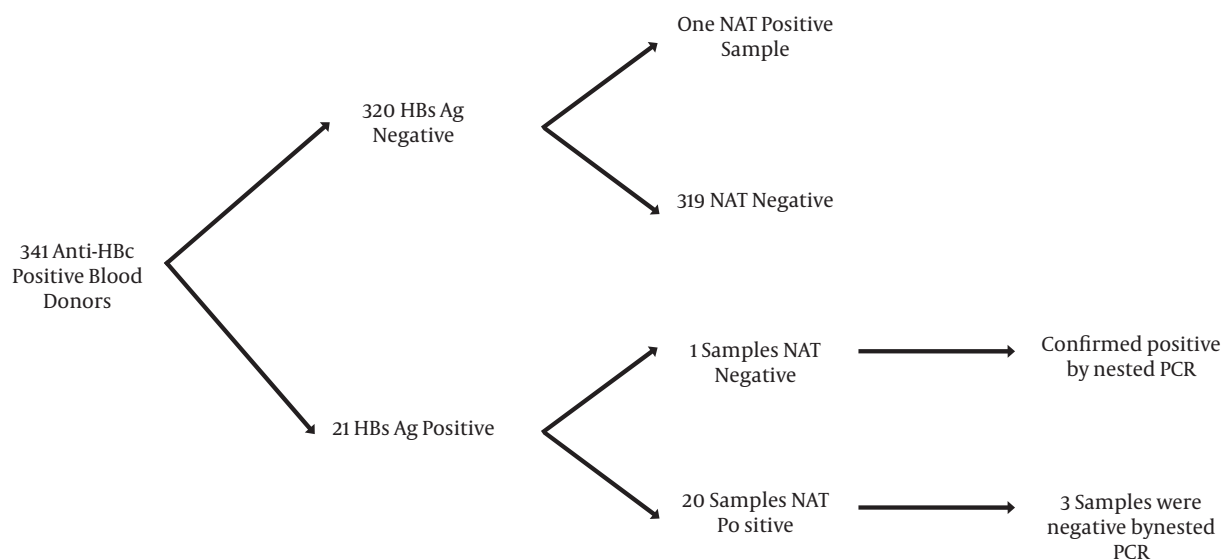 One NAT Positive
Sample
320 HBs Ag
Negative
319 NAT Negative
341 Anti-HBc
Positive Blood
Donors
1 Samples NAT
Negative
Confirmed positive
by nested PCR
21 HBs Ag Positive
20 Samples NAT
Po sitive
3 Samples were
negative bynested
PCR